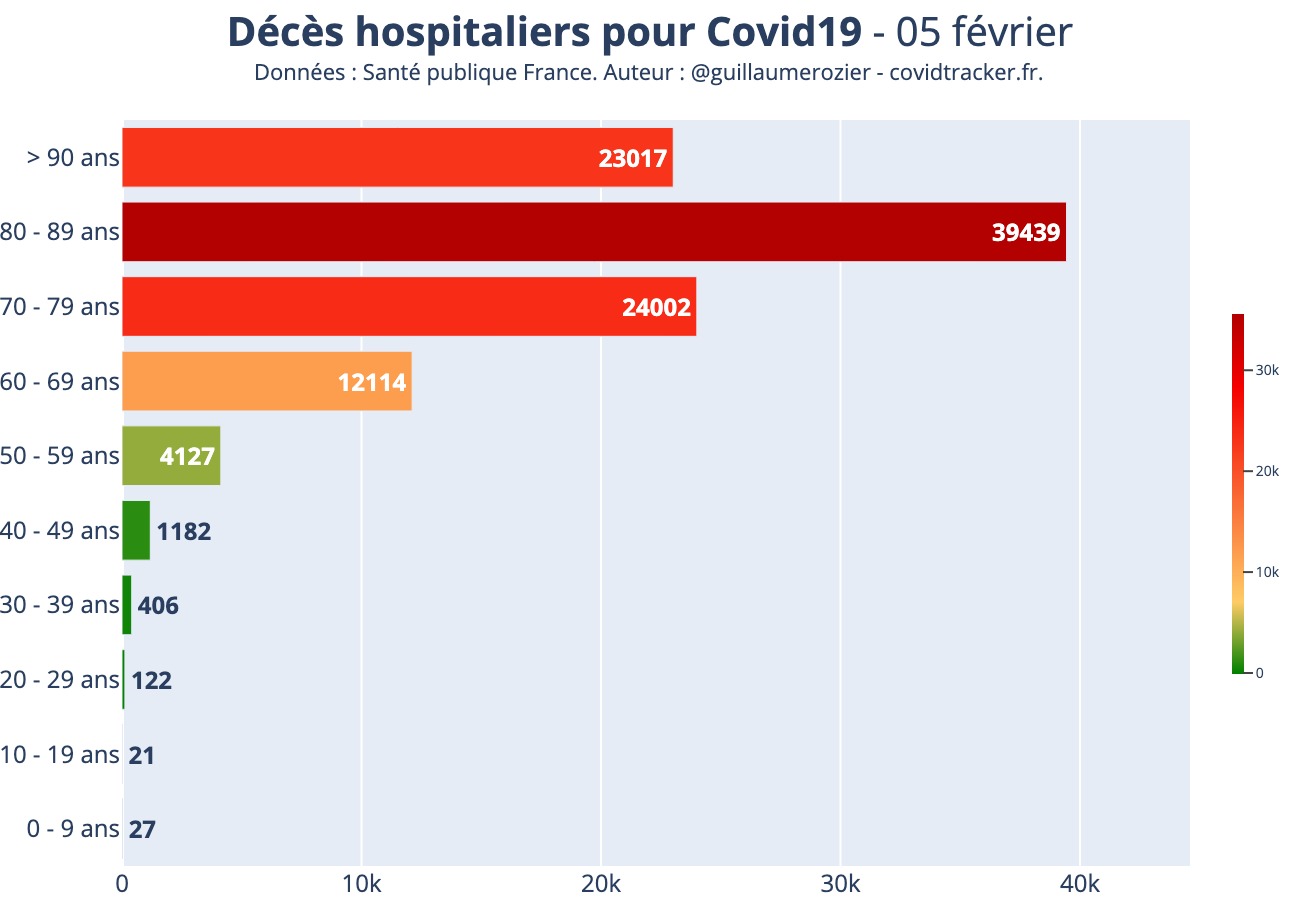 Décès hospitaliers pour Covid19 - 05 février
Données : Santé publique France. Auteur : @guillaumerozier - covidtracker.fr.
> 90 ans 23017
80 - 89 ans 39439
70 - 79 ans 24002
60 - 69 ans 12114
50 - 59 ans 4127
40 - 49 ans 1182
30 - 39 ans 406
20 - 29 ans 122
10 - 19 ans 21
0 - 9 ans 27
0 10k 20k 30k 40k
30k
20k
10k
0